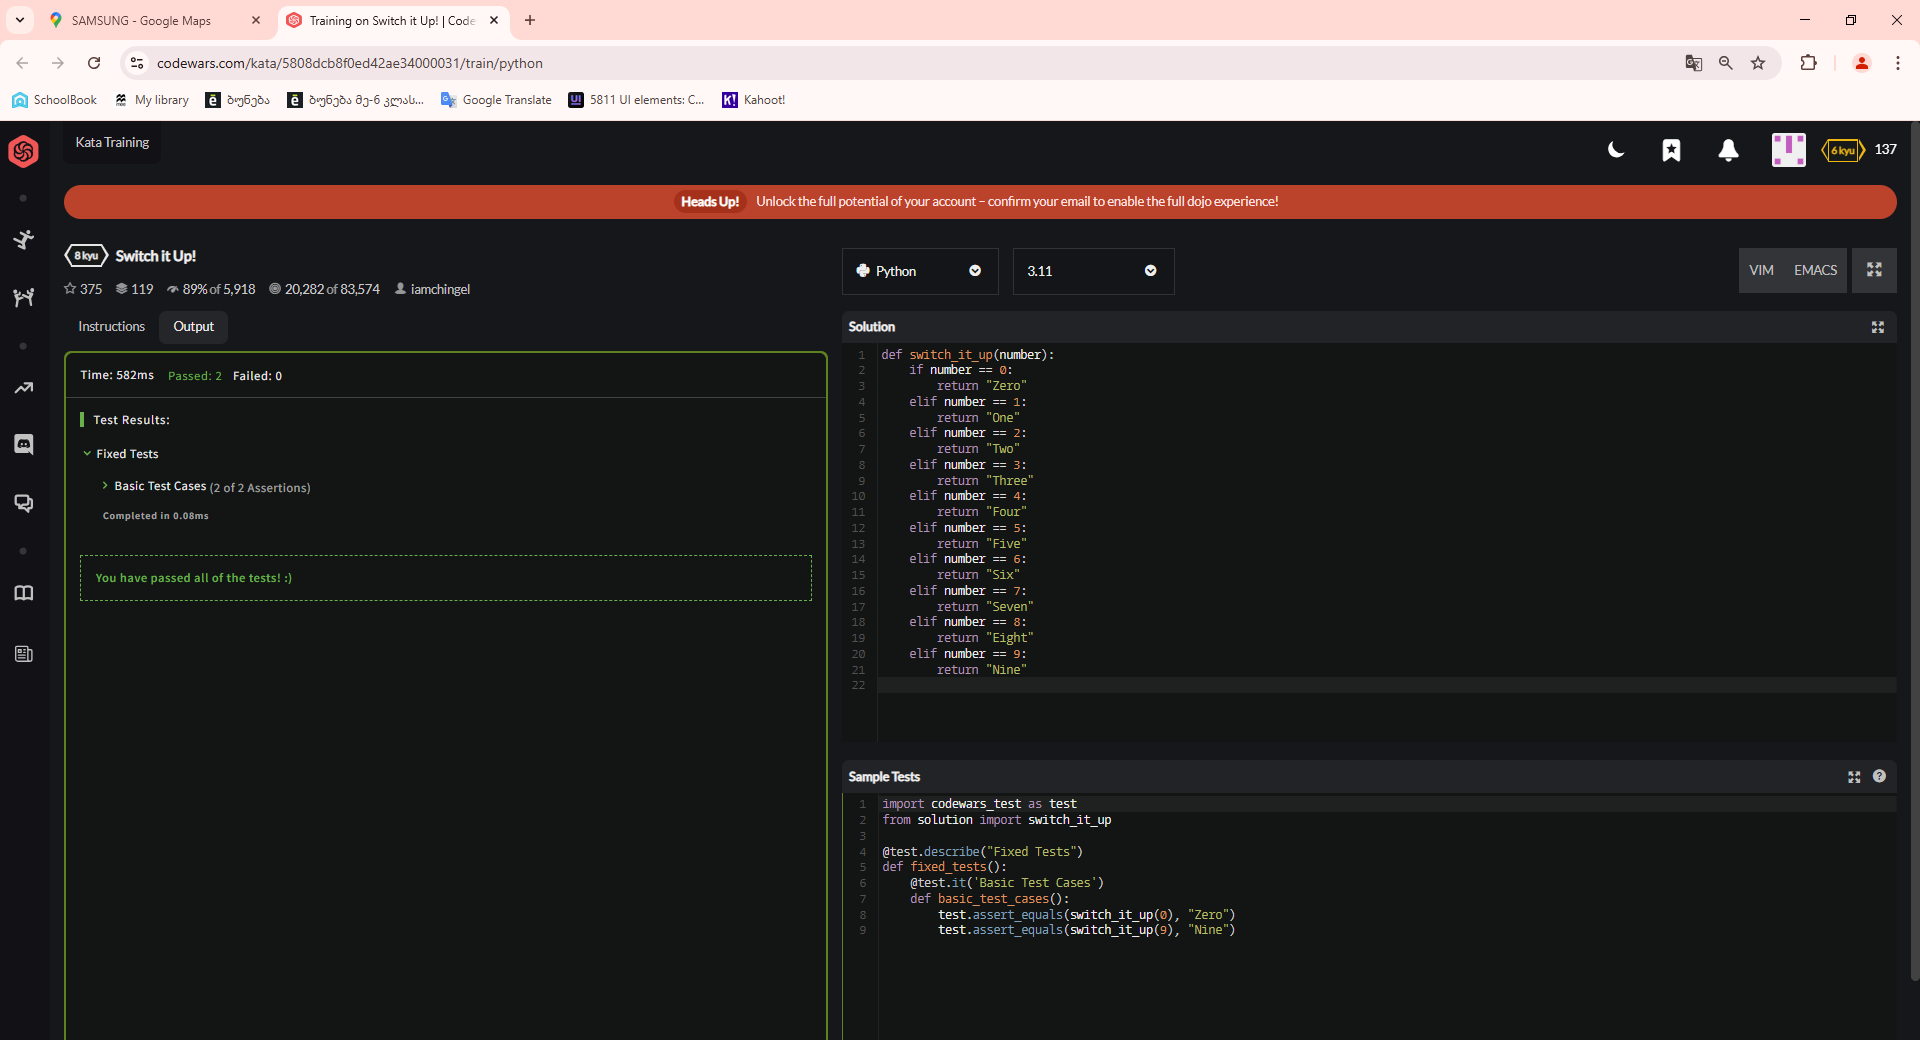 SAMSUNG - Google Maps
Training on Switch it Up! | Code
codewars.com/kata/5808dcb8f0ed42ae34000031/train/python
SchoolBook
My library
ბუნება
ბუნება მე-6 კლას...
Google Translate
5811 UI elements: C...
Kahoot!
Kata Training
6 kyu
137
Heads Up! Unlock the full potential of your account – confirm your email to enable the full dojo experience!
8 kyu Switch it Up!
375 119 89% of 5,918 20,282 of 83,574 iamchingel
Instructions Output
Time: 582ms Passed: 2 Failed: 0
Test Results:
Fixed Tests
Basic Test Cases (2 of 2 Assertions)
Completed in 0.08ms
You have passed all of the tests! :)
Python
3.11
VIM EMACS
Solution
1 def switch_it_up(number):
2 if number == 0:
3 return "Zero"
4 elif number == 1:
5 return "One"
6 elif number == 2:
7 return "Two"
8 elif number == 3:
9 return "Three"
10 elif number == 4:
11 return "Four"
12 elif number == 5:
13 return "Five"
14 elif number == 6:
15 return "Six"
16 elif number == 7:
17 return "Seven"
18 elif number == 8:
19 return "Eight"
20 elif number == 9:
21 return "Nine"
22
Sample Tests
1 import codewars_test as test
2 from solution import switch_it_up
3
4 @test.describe("Fixed Tests")
5 def fixed_tests():
6 @test.it('Basic Test Cases')
7 def basic_test_cases():
8 test.assert_equals(switch_it_up(0), "Zero")
9 test.assert_equals(switch_it_up(9), "Nine")